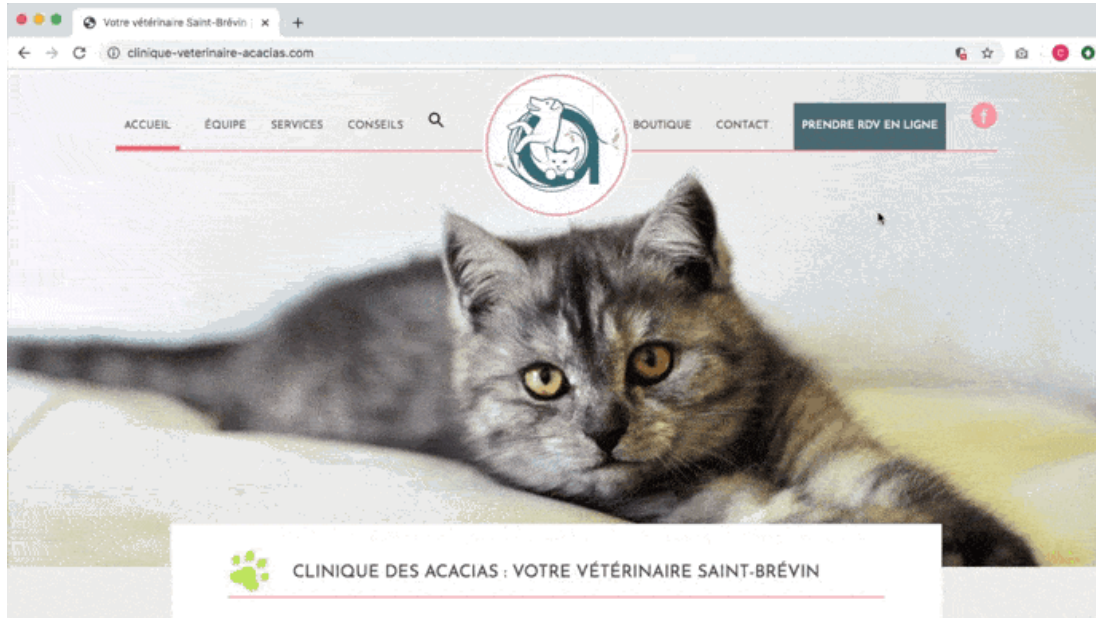 Votre vétérinaire Saint-Brévin :
clinique-veterinaire-acacias.com
ACCUEIL ÉQUIPE SERVICES CONSEILS BOUTIQUE CONTACT PRENDRE RDV EN LIGNE
CLINIQUE DES ACACIAS : VOTRE VÉTÉRINAIRE SAINT-BRÉVIN